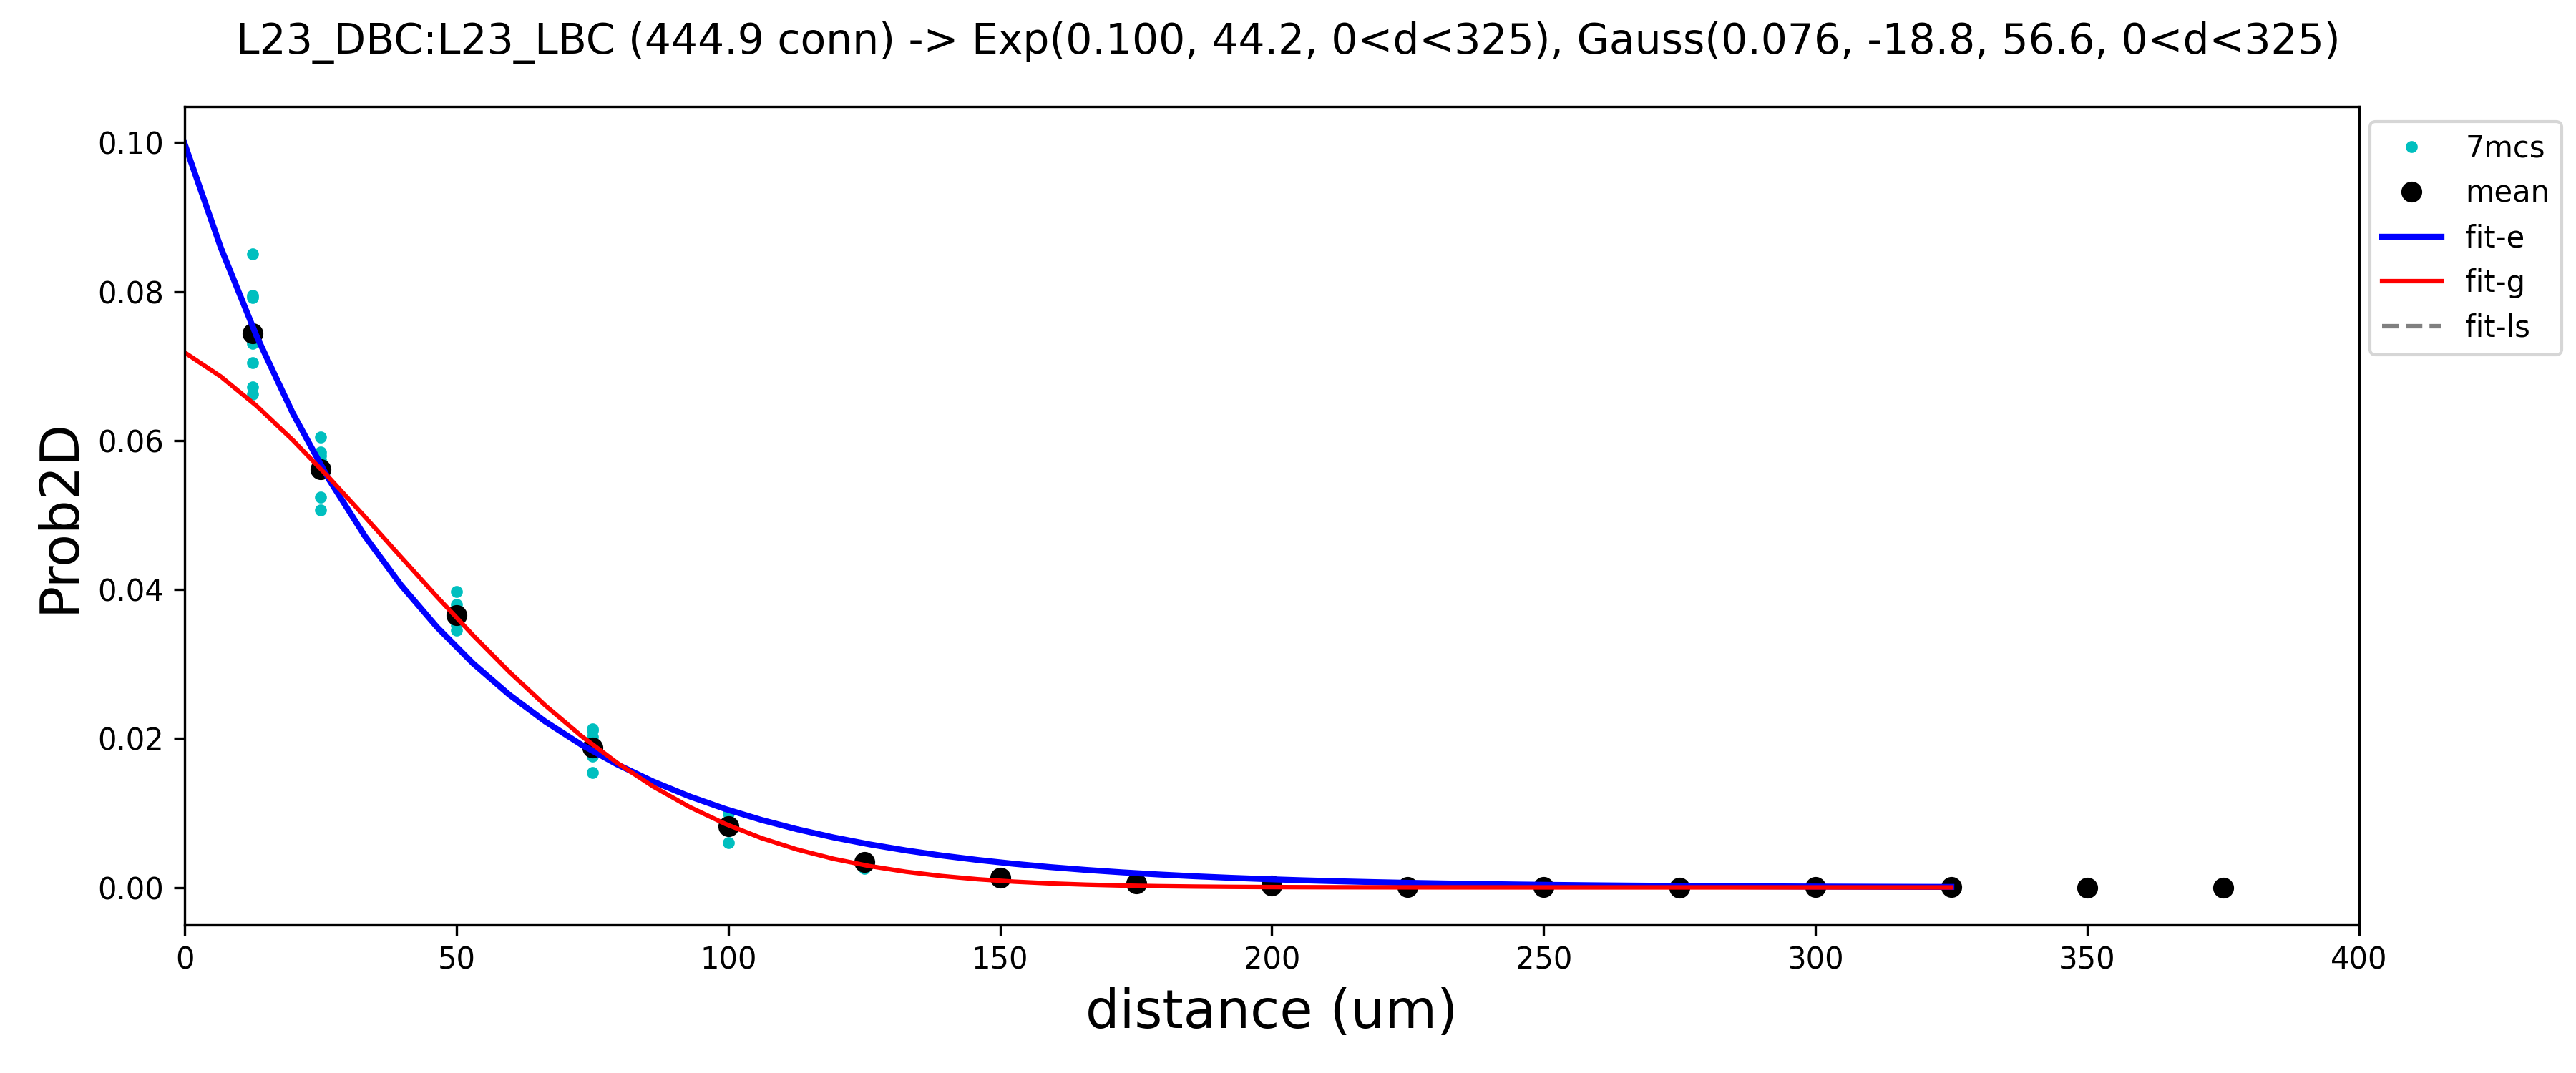 L23_DBC:L23_LBC (444.9 conn) -> Exp(0.100, 44.2, 0<d<325), Gauss(0.076, -18.8, 56.6, 0<d<325)
0.10
0.08
0.06
0.04
0.02
0.00
Prob2D
0 50 100 150 200 250 300 350 400
distance (um)
7mcs
mean
fit-e
fit-g
fit-ls